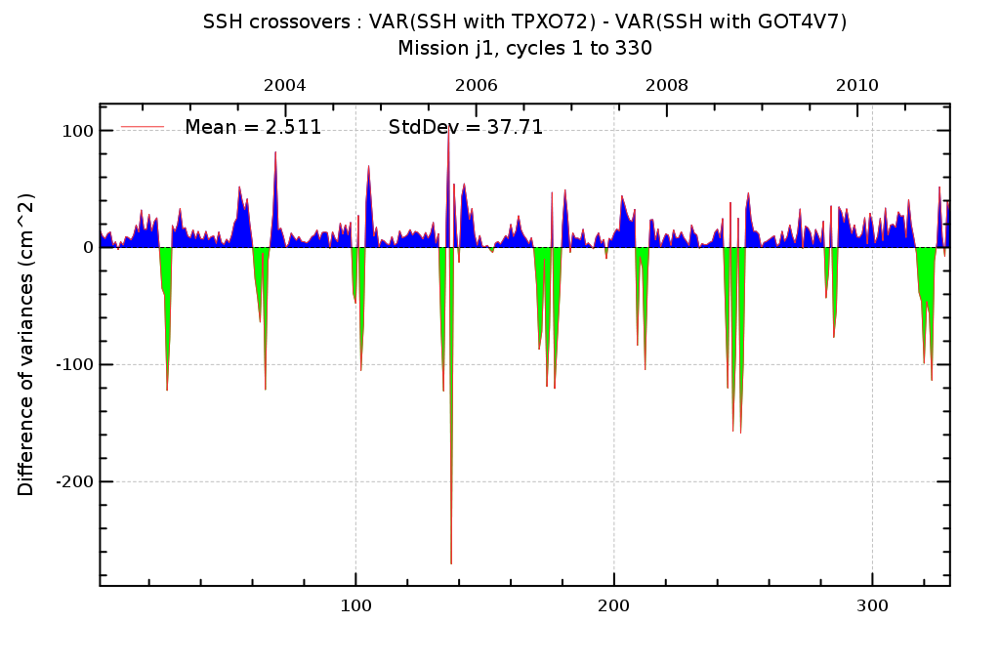 SSH crossovers : VAR(SSH with TPXO72) - VAR(SSH with GOT4V7)
Mission j1, cycles 1 to 330
2004 2006 2008 2010
Mean = 2.511 StdDev = 37.71
100
0
-100
-200
Difference of variances (cm^2)
100 200 300